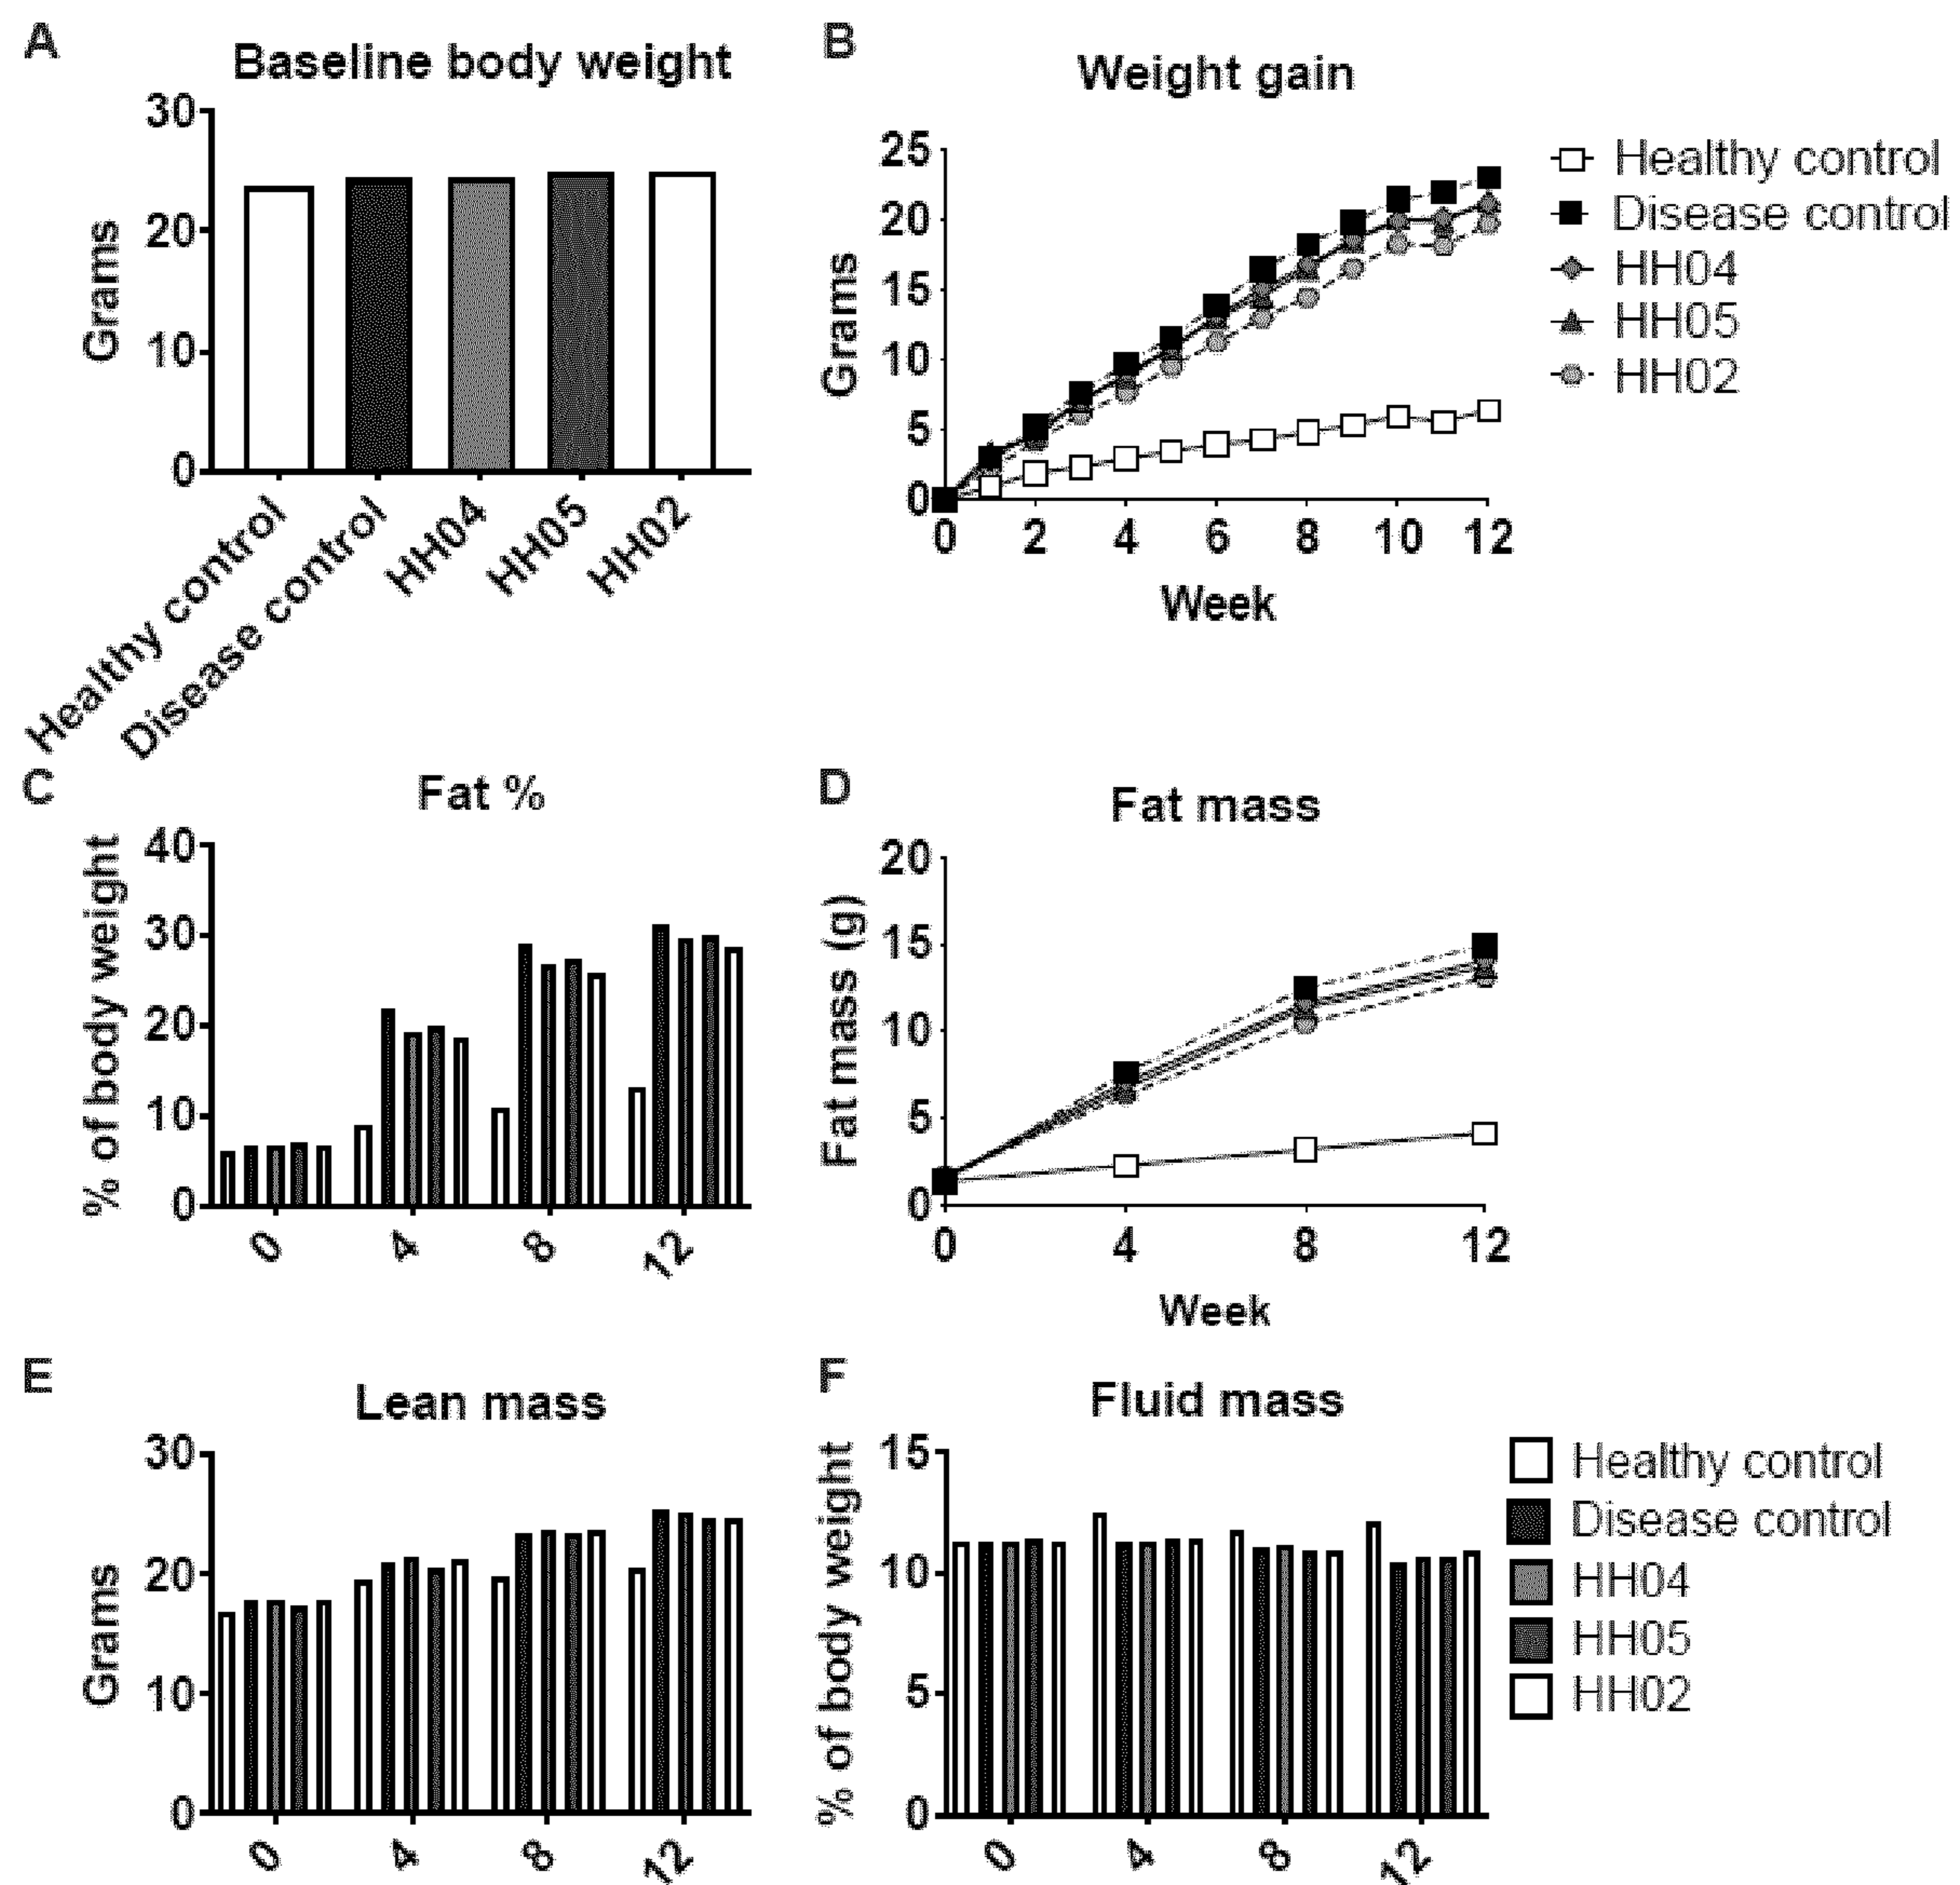 A
Baseline body weight
30
20
10
0
Grams
Healthy control
Disease control
HH04
HH05
HH02
B
Weight gain
25
20
15
10
5
0
Grams
0 2 4 6 8 10 12
Week
Healthy control
Disease control
HH04
HH05
HH02
C
Fat %
40
30
20
10
0
% of body weight
0 4 8 12
D
Fat mass
20
15
10
5
0
Fat mass (g)
0 4 8 12
Week
E
Lean mass
30
20
10
0
Grams
0 4 8 12
F
Fluid mass
15
10
5
0
% of body weight
0 4 8 12
Healthy control
Disease control
HH04
HH05
HH02